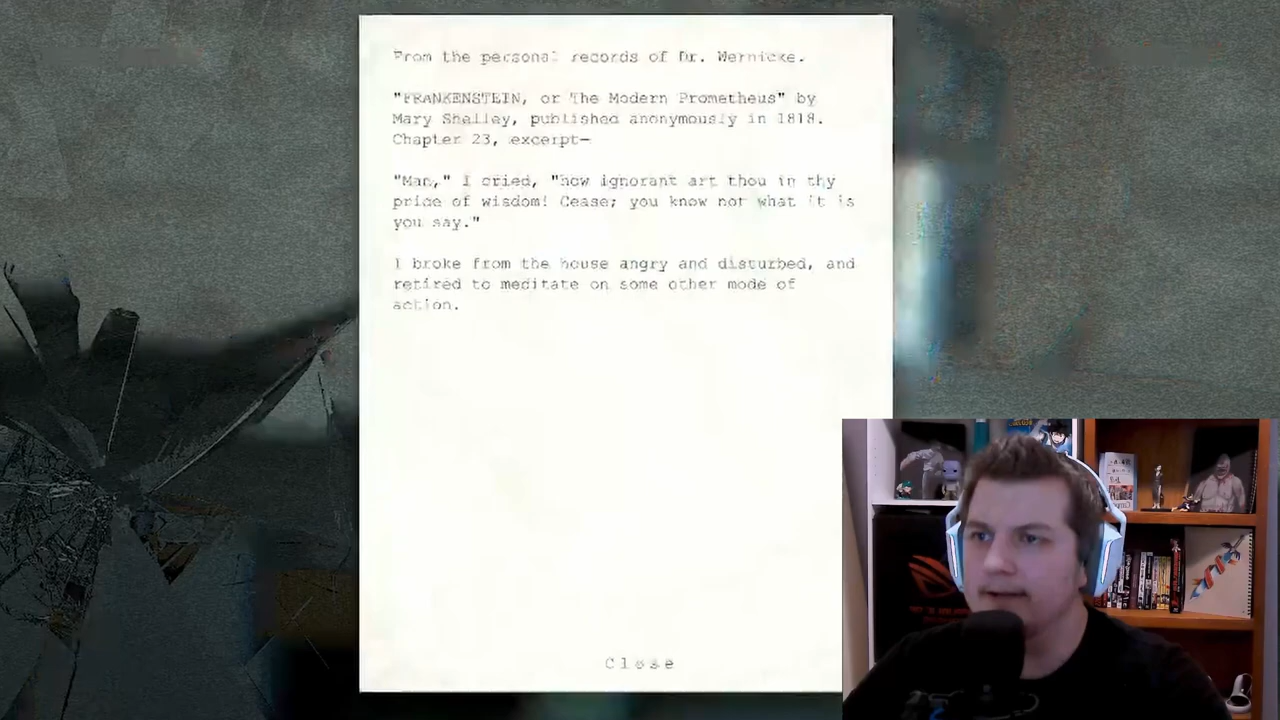 From the personal records of Dr. Wernicke.
"FRANKENSTEIN, or The Modern Prometheus" by
Mary Shelley, published anonymously in 1818.
Chapter 23, excerpt—
"Man," I cried, "how ignorant art thou in thy
pride of wisdom! Cease; you know not what it is
you say."
I broke from the house angry and disturbed, and
retired to meditate on some other mode of
action.
Close